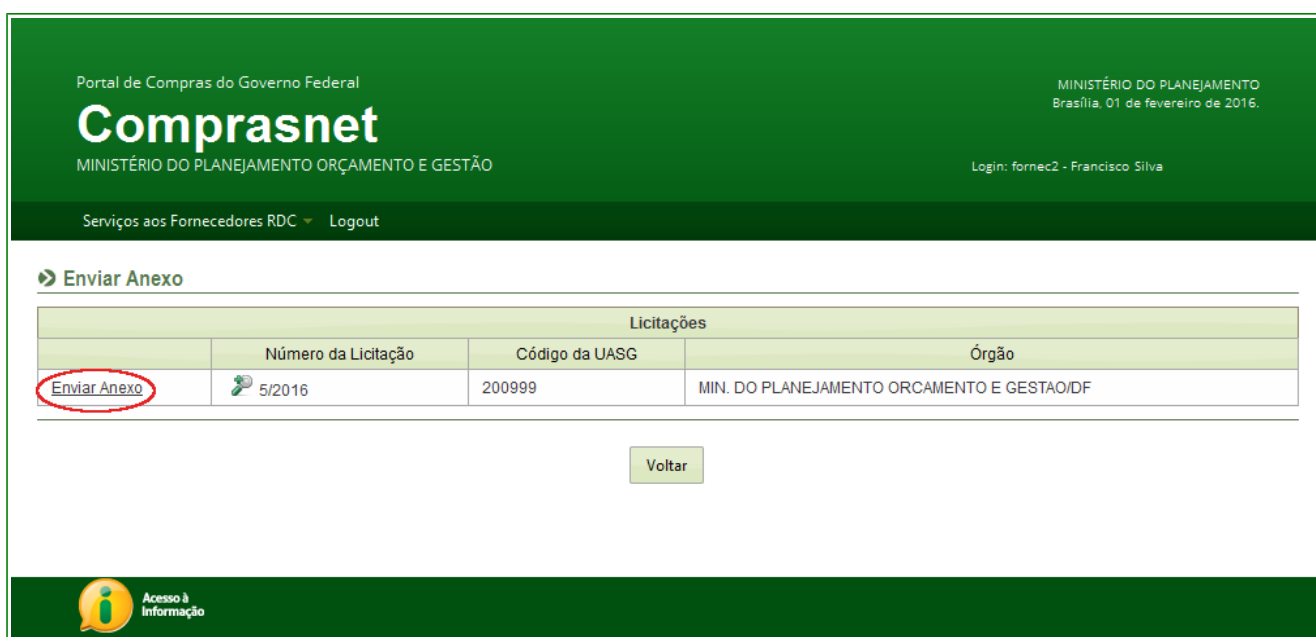 Portal de Compras do Governo Federal
Comprasnet
MINISTÉRIO DO PLANEJAMENTO ORÇAMENTO E GESTÃO
MINISTÉRIO DO PLANEJAMENTO
Brasília, 01 de fevereiro de 2016.
Login: fornec2 - Francisco Silva
Serviços aos Fornecedores RDC Logout
Enviar Anexo
Licitações
Número da Licitação Código da UASG Órgão
Enviar Anexo 5/2016 200999 MIN. DO PLANEJAMENTO ORCAMENTO E GESTAO/DF
Voltar
i
Acesso à
Informação